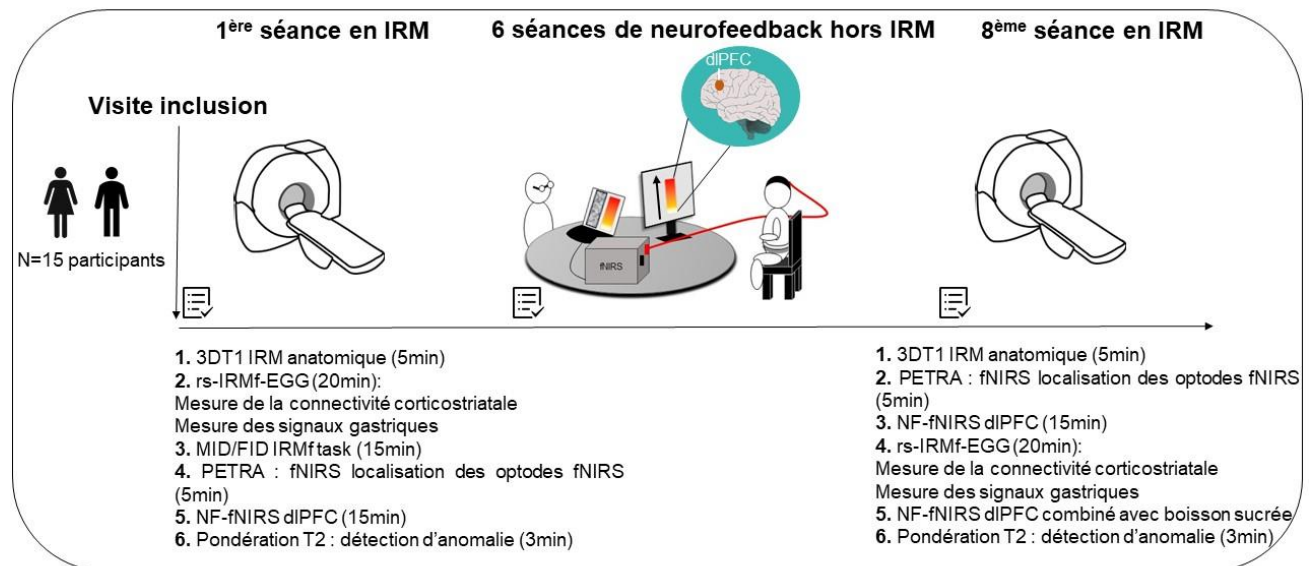 1ère séance en IRM
6 séances de neurofeedback hors IRM
8ème séance en IRM
dlPFC
Visite inclusion
N=15 participants
fNIRS
1. 3DT1 IRM anatomique (5min)
2. rs-IRMf-EGG (20min):
Mesure de la connectivité corticostriatale
Mesure des signaux gastriques
3. MID/FID IRMf task (15min)
4. PETRA : fNIRS localisation des optodes fNIRS
(5min)
5. NF-fNIRS dlPFC (15min)
6. Pondération T2 : détection d'anomalie (3min)
1. 3DT1 IRM anatomique (5min)
2. PETRA : fNIRS localisation des optodes fNIRS
(5min)
3. NF-fNIRS dlPFC (15min)
4. rs-IRMf-EGG (20min):
Mesure de la connectivité corticostriatale
Mesure des signaux gastriques
5. NF-fNIRS dlPFC combiné avec boisson sucrée
6. Pondération T2 : détection d'anomalie (3min)